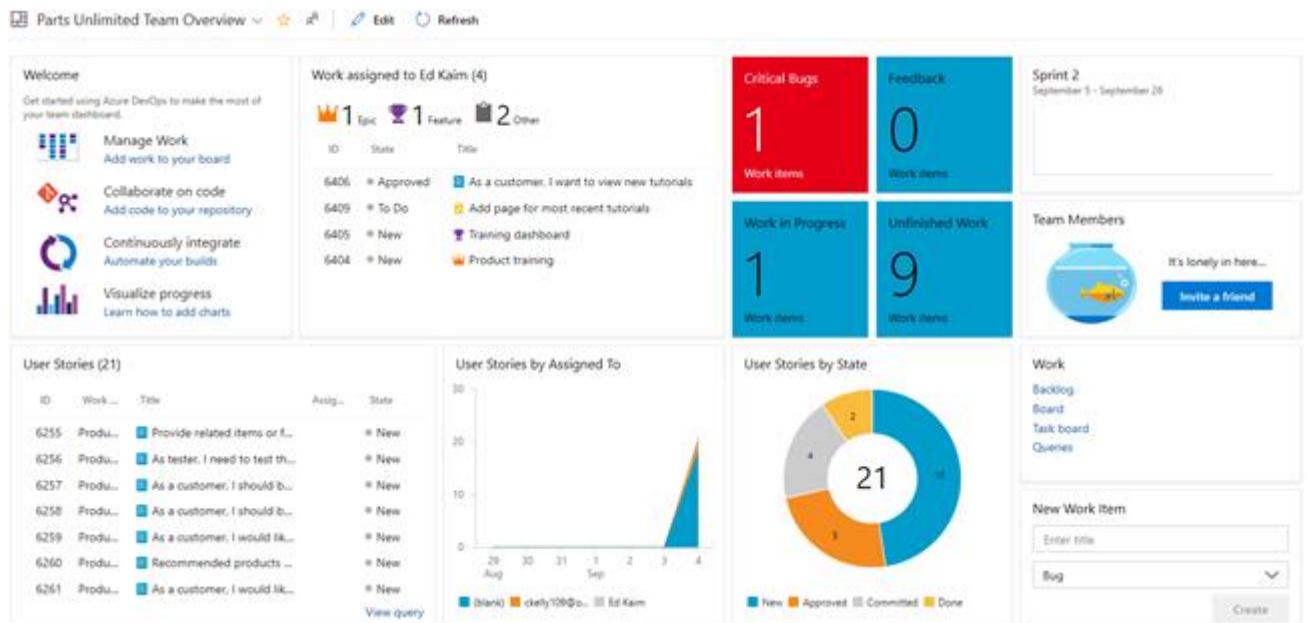 Parts Unlimited Team Overview
Edit
Refresh
Welcome
Get started using Azure DevOps to make the most of
your team dashboard.
Manage Work
Add work to your board
Collaborate on code
Add code to your repository
Continuously integrate
Automate your builds
Visualize progress
Learn how to add charts
Work assigned to Ed Kaim (4)
1 Epic 1 Feature 2 Other
ID State Title
6406 Approved As a customer, I want to view new tutorials
6409 To Do Add page for most recent tutorials
6405 New Training dashboard
6404 New Product training
Critical Bugs
1
Work items
Feedback
0
Work items
Work in Progress
1
Work items
Unfinished Work
9
Work items
Sprint 2
September 5 - September 28
Team Members
It's lonely in here...
Invite a friend
User Stories (21)
ID Work ... Title Assig... State
6255 Produ... Provide related items or f... New
6256 Produ... As tester, I need to test th... New
6257 Produ... As a customer, I should b... New
6258 Produ... As a customer, I should b... New
6259 Produ... As a customer, I would lik... New
6260 Produ... Recommended products ... New
6261 Produ... As a customer, I would lik... New
View query
User Stories by Assigned To
30
20
10
0
29 30 31 1 2 3 4
Aug Sep
(blank) ckelly109@o... Ed Kaim
User Stories by State
2
4
21
New Approved Committed Done
Work
Backlog
Board
Task board
Queries
New Work Item
Enter title
Bug
Create